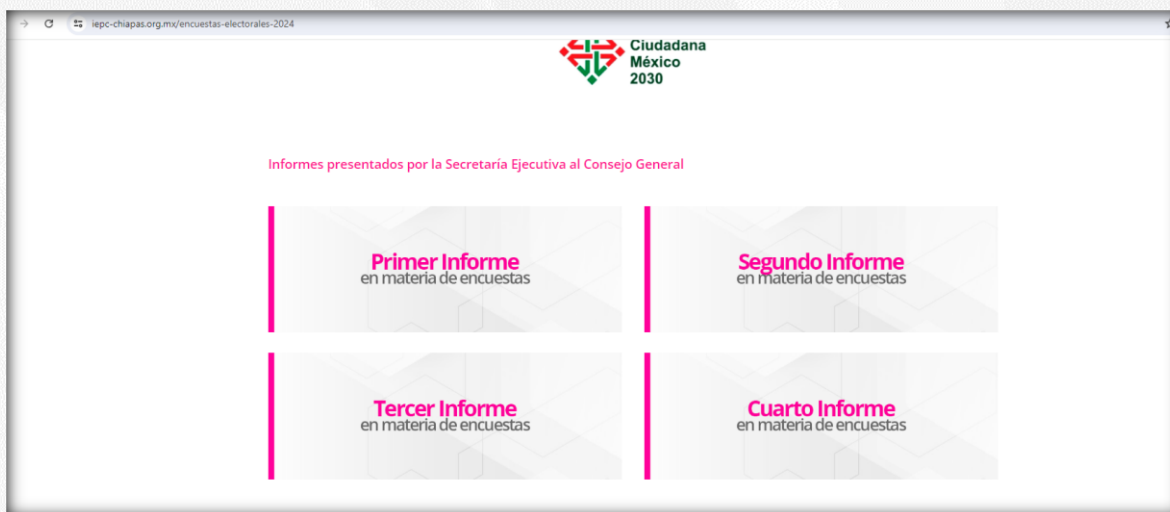 iepc-chiapas.org.mx/encuestas-electorales-2024
Ciudadana
México
2030
Informes presentados por la Secretaría Ejecutiva al Consejo General
Primer Informe
en materia de encuestas
Segundo Informe
en materia de encuestas
Tercer Informe
en materia de encuestas
Cuarto Informe
en materia de encuestas